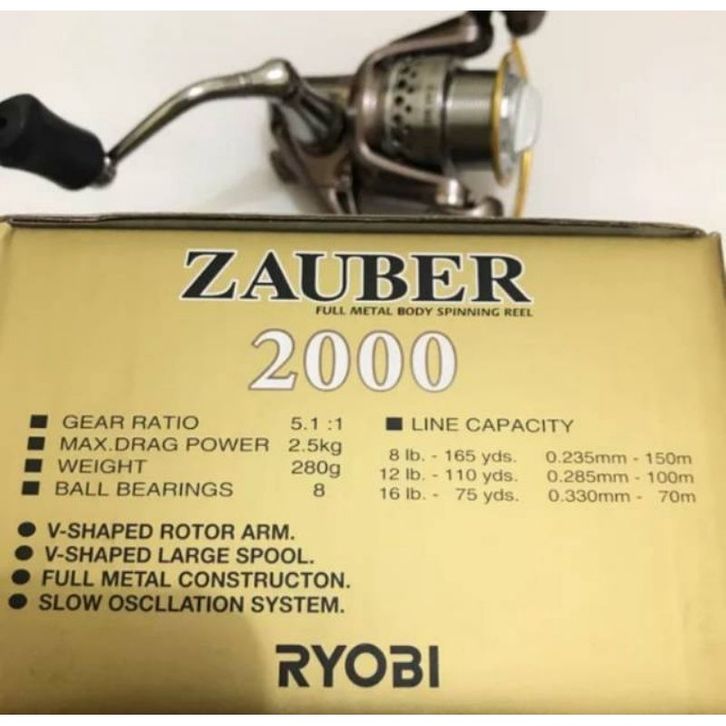 ZAUBER
FULL METAL BODY SPINNING REEL
2000
GEAR RATIO 5.1 :1
MAX.DRAG POWER 2.5kg
WEIGHT 280g
BALL BEARINGS 8
LINE CAPACITY
8 lb. - 165 yds. 0.235mm - 150m
12 lb. - 110 yds. 0.285mm - 100m
16 lb. - 75 yds. 0.330mm - 70m
V-SHAPED ROTOR ARM.
V-SHAPED LARGE SPOOL.
FULL METAL CONSTRUCTON.
SLOW OSCLLATION SYSTEM.
RYOBI